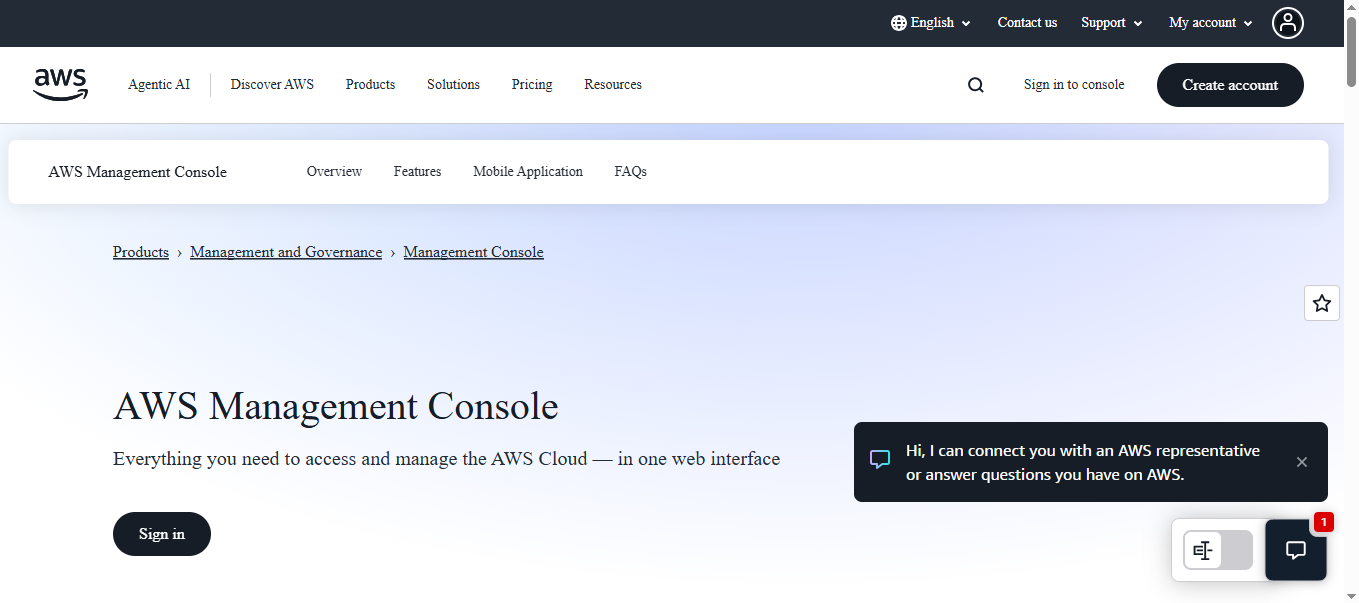 English
Contact us
Support
My account
aws
Agentic AI
Discover AWS
Products
Solutions
Pricing
Resources
Sign in to console
Create account
AWS Management Console
Overview
Features
Mobile Application
FAQs
Products › Management and Governance › Management Console
AWS Management Console
Everything you need to access and manage the AWS Cloud — in one web interface
Sign in
Hi, I can connect you with an AWS representative
or answer questions you have on AWS.
1